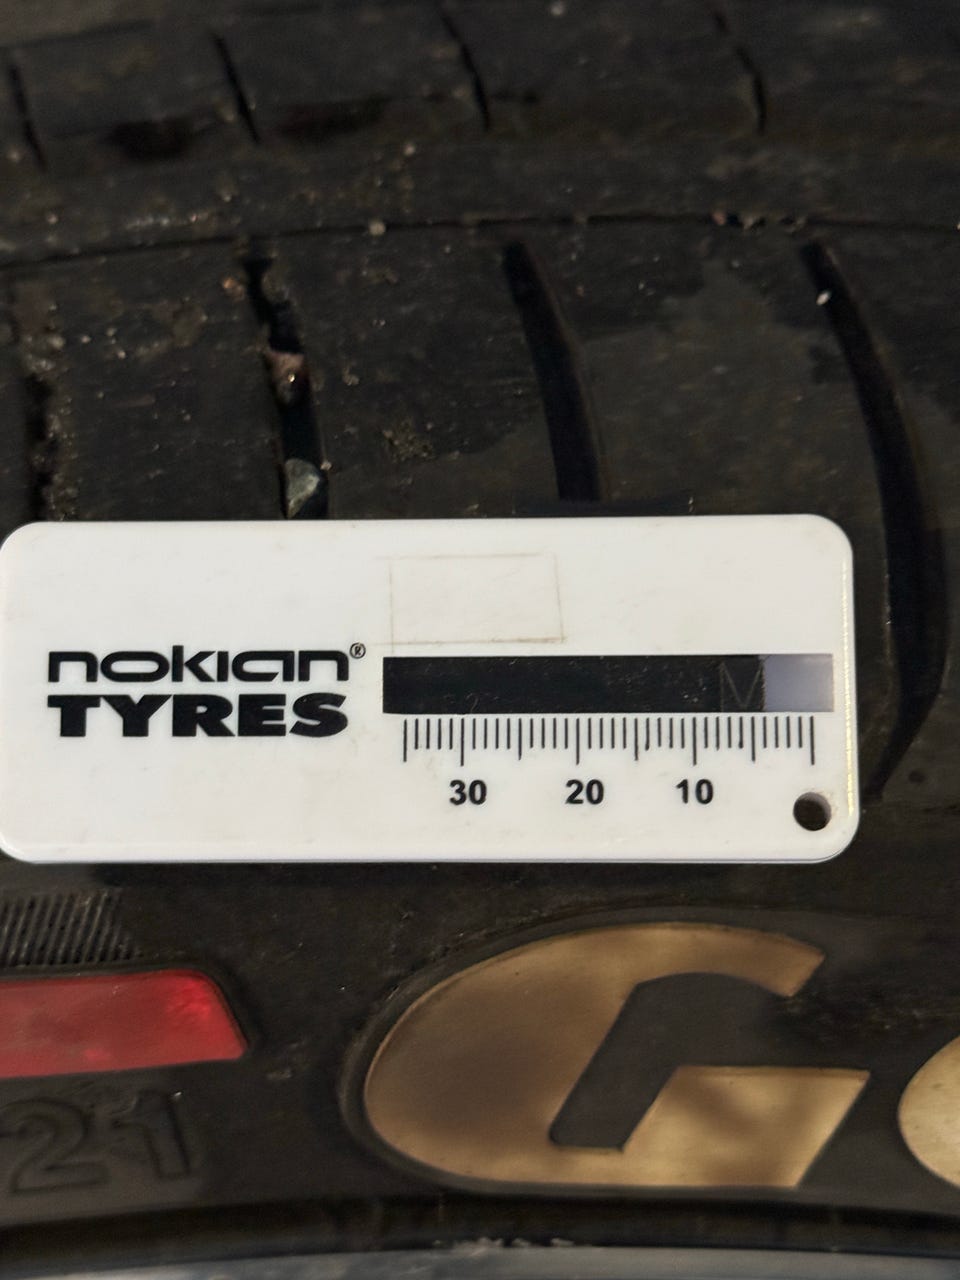 nokian®
TYRES
M
30 20 10
G
21